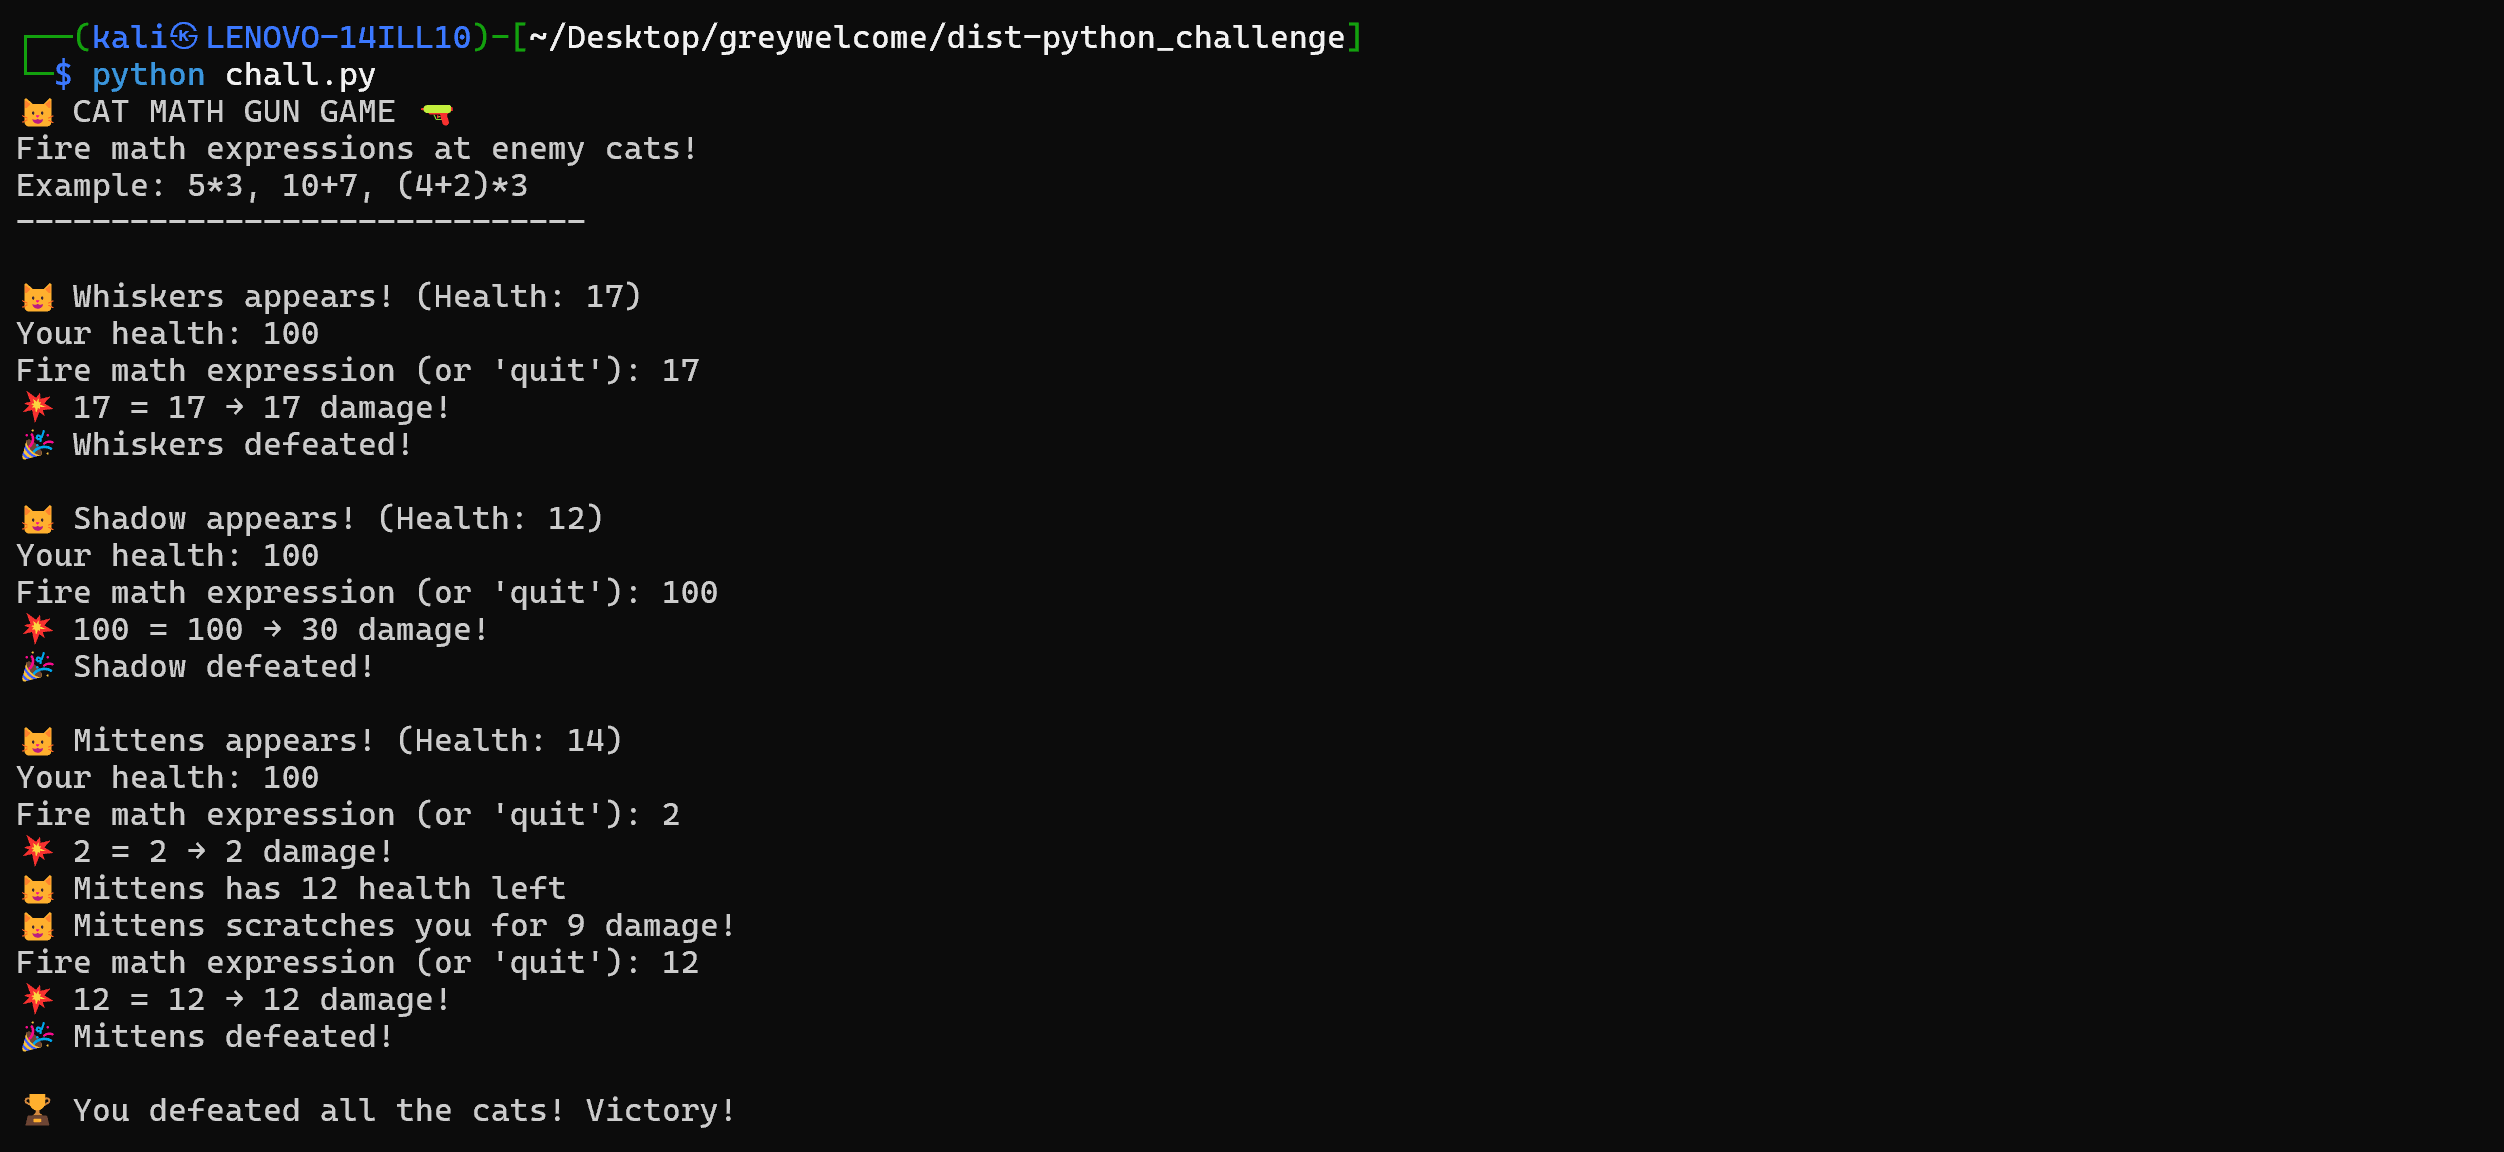 ┌──(kali㉿LENOVO-14ILL10)-[~/Desktop/greywelcome/dist-python_challenge]
└─$ python chall.py
🐱 CAT MATH GUN GAME 🔫
Fire math expressions at enemy cats!
Example: 5*3, 10+7, (4+2)*3
------------------------------
🐱 Whiskers appears! (Health: 17)
Your health: 100
Fire math expression (or 'quit'): 17
💥 17 = 17 → 17 damage!
🎉 Whiskers defeated!
🐱 Shadow appears! (Health: 12)
Your health: 100
Fire math expression (or 'quit'): 100
💥 100 = 100 → 30 damage!
🎉 Shadow defeated!
🐱 Mittens appears! (Health: 14)
Your health: 100
Fire math expression (or 'quit'): 2
💥 2 = 2 → 2 damage!
🐱 Mittens has 12 health left
🐱 Mittens scratches you for 9 damage!
Fire math expression (or 'quit'): 12
💥 12 = 12 → 12 damage!
🎉 Mittens defeated!
🏆 You defeated all the cats! Victory!